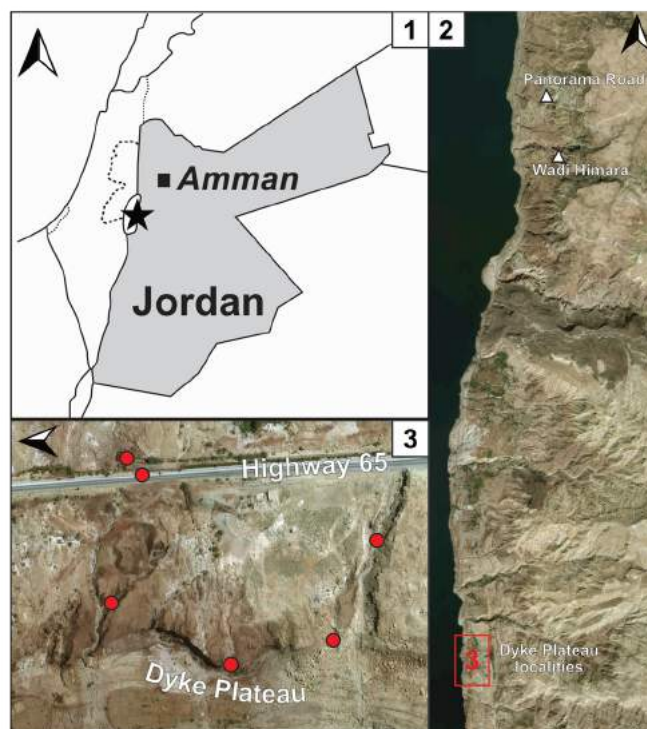 1
Amman
Jordan
2
Panorama Road
Wadi Himara
3
Dyke Plateau
localities
3
Highway 65
Dyke Plateau